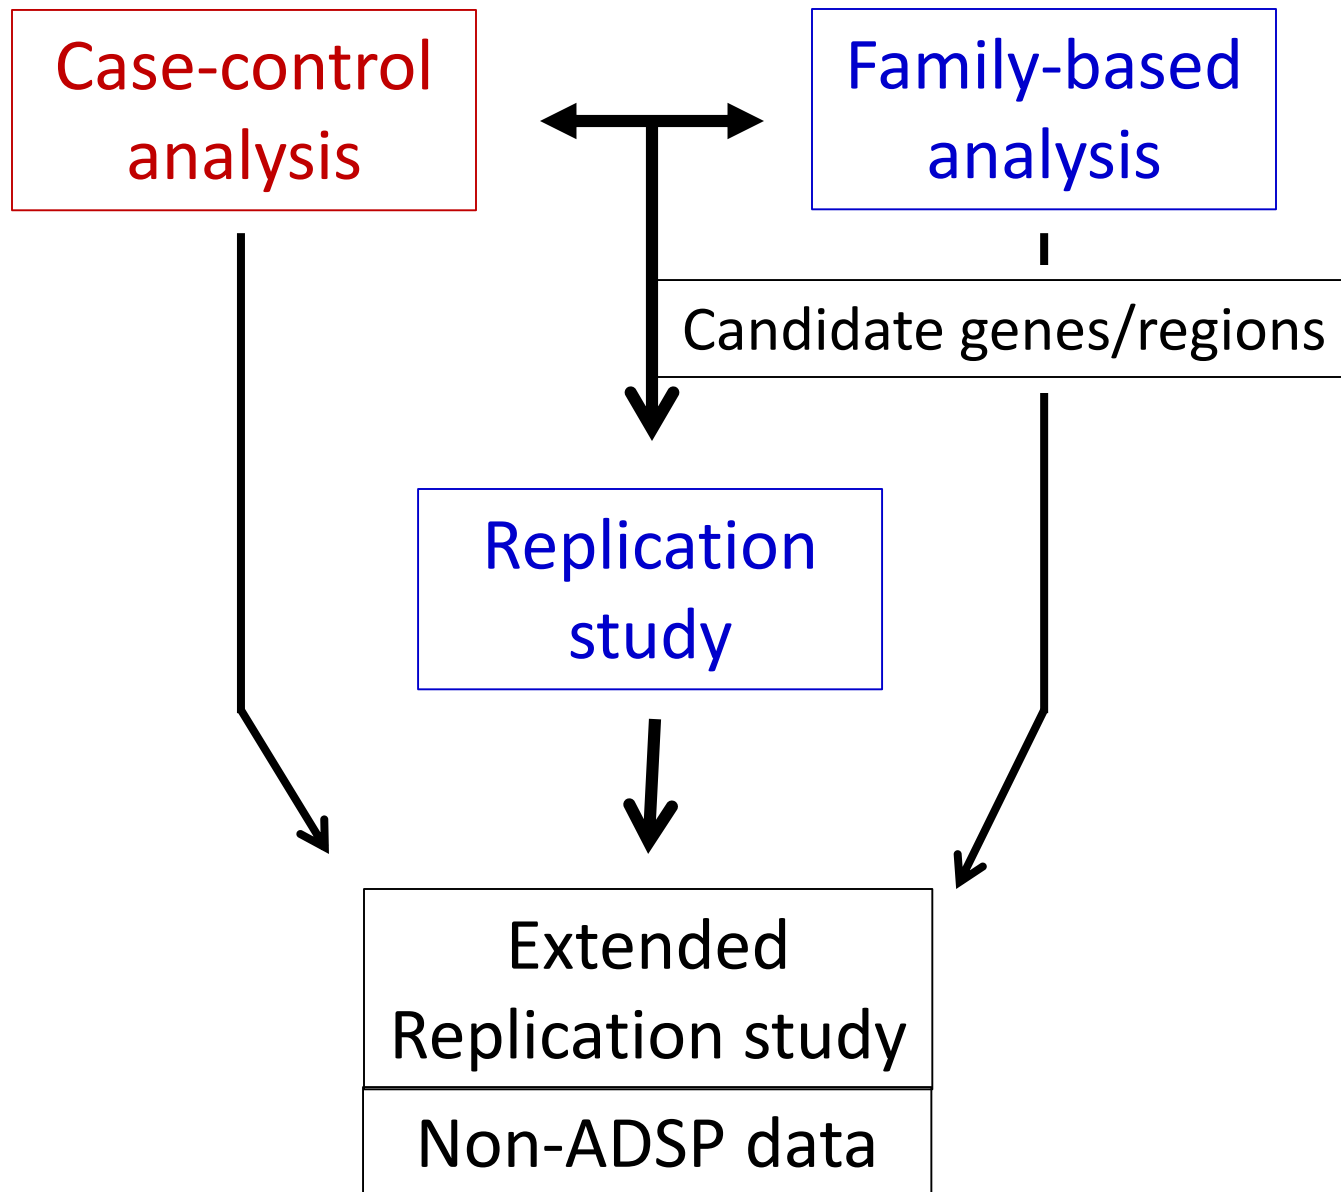 Case-control
analysis
Family-based
analysis
Candidate genes/regions
Replication
study
Extended
Replication study
Non-ADSP data